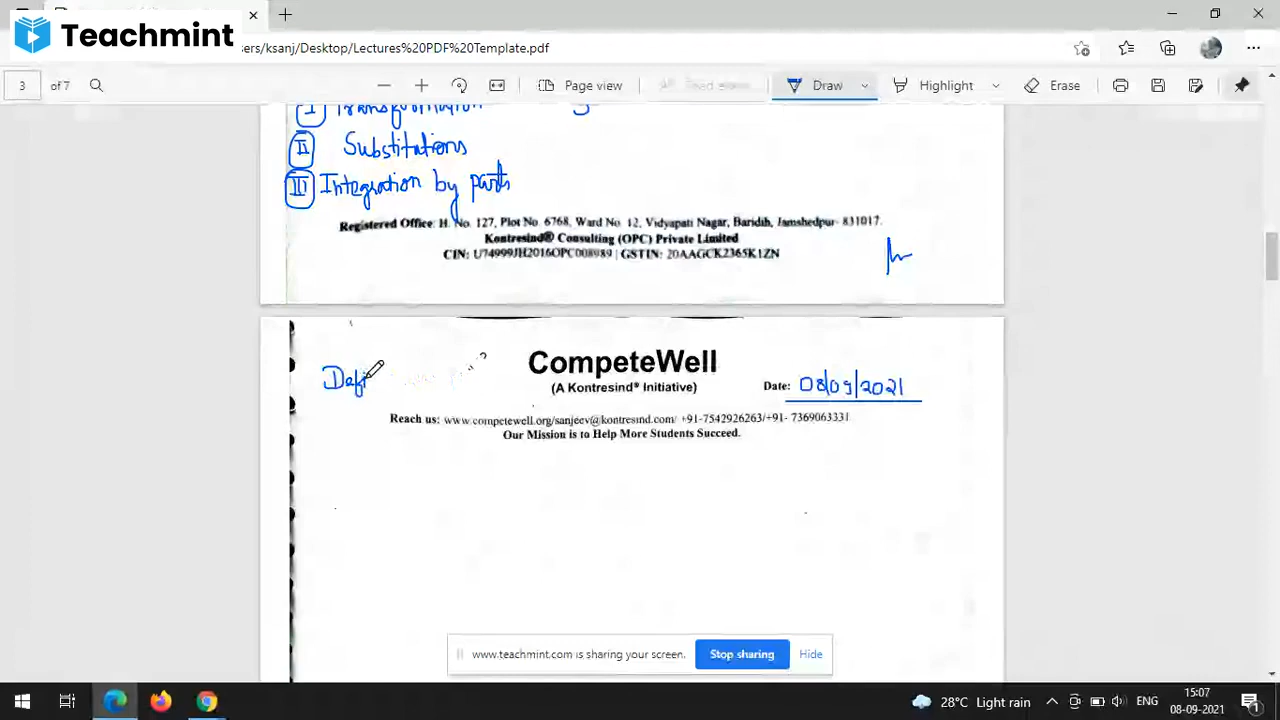 Teachmint
sers/ksanj/Desktop/Lectures%20PDF%20Template.pdf
3 of 7
Page view
Draw
Highlight
Erase
I Transformation
II Substitutions
III Integration by parts
Registered Office: H. No. 127, Plot No. 6768, Ward No. 12, Vidyapati Nagar, Baridih, Jamshedpur- 831017.
Kontresind® Consulting (OPC) Private Limited
CIN: U74999JH2016OPC008989 | GSTIN: 20AAGCK2365K1ZN
Defi
CompeteWell
(A Kontresind® Initiative)
Date: 08/09/2021
Reach us: www.competewell.org/sanjeev@kontresind.com/ +91-7542926263/+91- 7369063331
Our Mission is to Help More Students Succeed.
www.teachmint.com is sharing your screen.
Stop sharing
Hide
28°C Light rain
ENG
15:07
08-09-2021
1